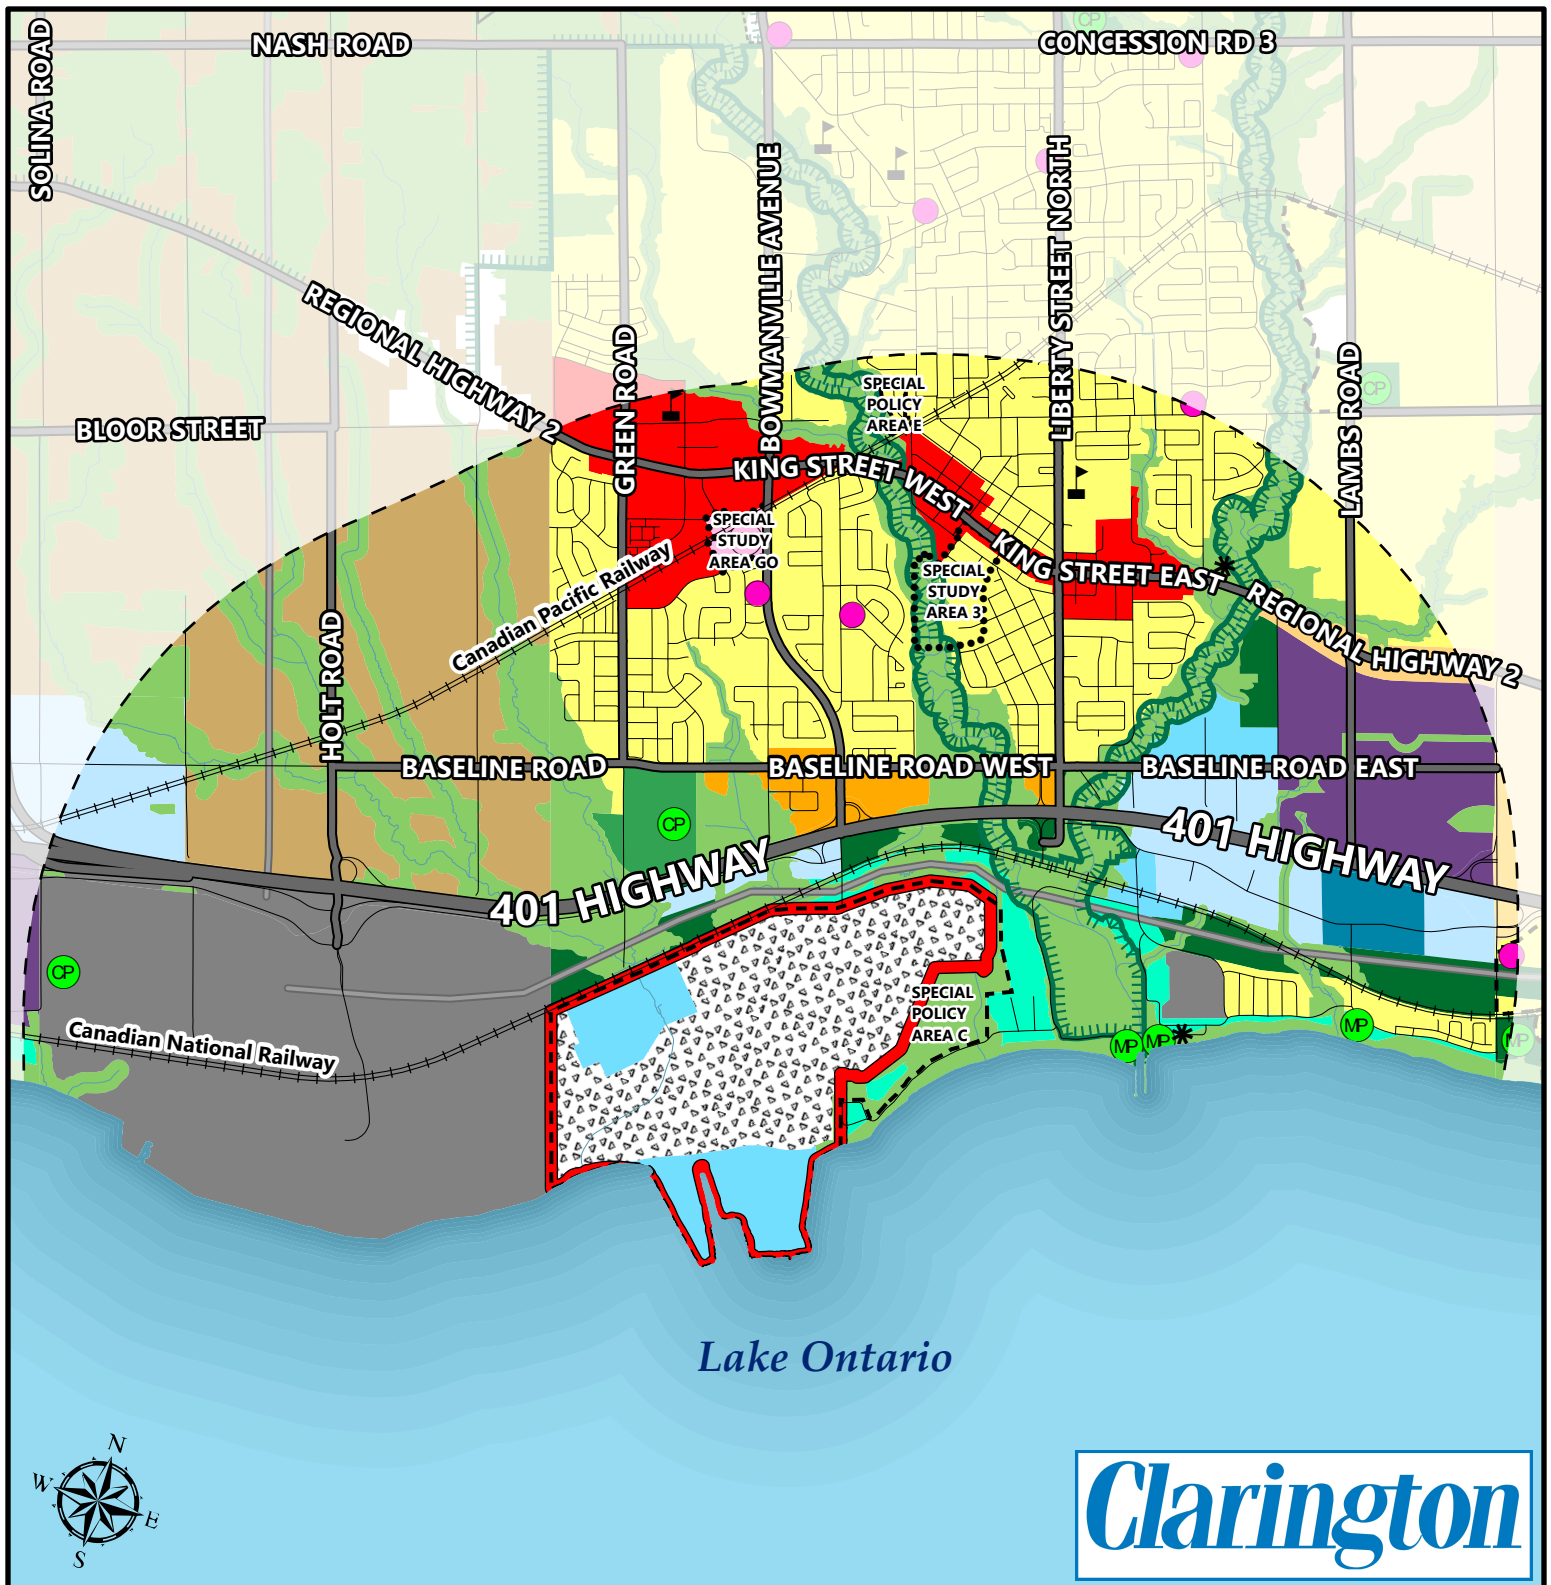 CP
NASH ROAD
CONCESSION RD 3
SOLINA ROAD
BOWMANVILLE AVENUE
LIBERTY STREET NORTH
REGIONAL HIGHWAY 2
GREEN ROAD
LAMBS ROAD
CP
SPECIAL
POLICY
AREA E
BLOOR STREET
KING STREET WEST
SPECIAL
STUDY
AREA GO
KING STREET EAST
SPECIAL
STUDY
AREA 3
Canadian Pacific Railway
REGIONAL HIGHWAY 2
HOLT ROAD
BASELINE ROAD
BASELINE ROAD WEST
BASELINE ROAD EAST
CP
401 HIGHWAY
401 HIGHWAY
CP
SPECIAL
POLICY
AREA C
Canadian National Railway
MP
MP
MP
MP
Lake Ontario
N
W
E
S
Clarington